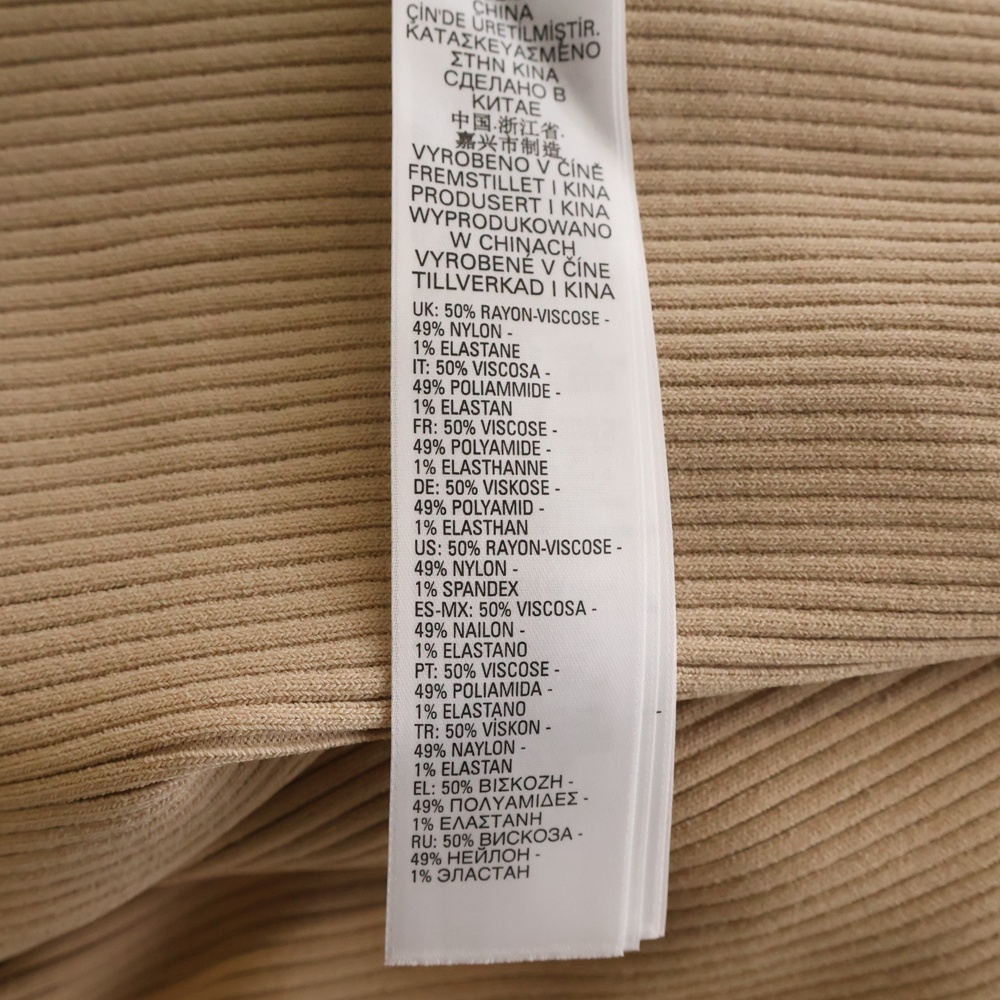 CHINA
ÇİN'DE ÜRETİLMİŞTİR.
ΚΑΤΑΣΚΕΥΑΣΜΕΝΟ
ΣΤΗΝ ΚΙΝΑ
СДЕЛАНО В
КИТАЕ
中国.浙江省.
嘉兴市制造
VYROBENO V ČÍNĚ
FREMSTILLET I KINA
PRODUSERT I KINA
WYPRODUKOWANO
W CHINACH
VYROBENÉ V ČÍNE
TILLVERKAD I KINA
UK: 50% RAYON-VISCOSE -
49% NYLON -
1% ELASTANE
IT: 50% VISCOSA -
49% POLIAMMIDE -
1% ELASTAN
FR: 50% VISCOSE -
49% POLYAMIDE -
1% ELASTHANNE
DE: 50% VISKOSE -
49% POLYAMID -
1% ELASTHAN
US: 50% RAYON-VISCOSE -
49% NYLON -
1% SPANDEX
ES-MX: 50% VISCOSA -
49% NAILON -
1% ELASTANO
PT: 50% VISCOSE -
49% POLIAMIDA -
1% ELASTANO
TR: 50% VİSKON -
49% NAYLON -
1% ELASTAN
EL: 50% ΒΙΣΚΟΖΗ -
49% ΠΟΛΥΑΜΙΔΕΣ -
1% ΕΛΑΣΤΑΝΗ
RU: 50% ВИСКОЗА -
49% НЕЙЛОН -
1% ЭЛАСТАН